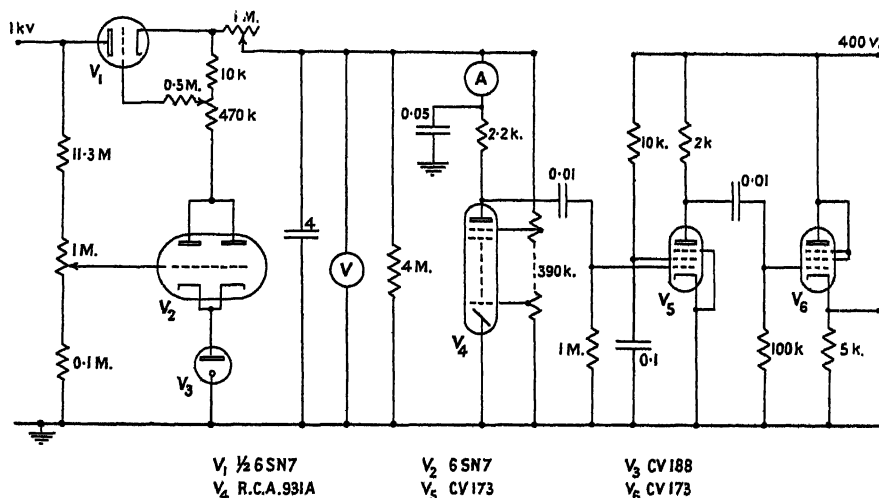 1kv
V1
1 M.
10k
0.5M.
470k
11.3 M
1M.
0.1M.
V2
V3
4
V
4M.
A
0.05
2.2k.
0.01
390k.
V4
1M.
400 V.
10k.
2k
0.01
V5
V6
0.1
100k
5k.
V1 ½ 6SN7 V2 6SN7 V3 CV188
V4 R.C.A.931A V5 CV173 V6 CV173